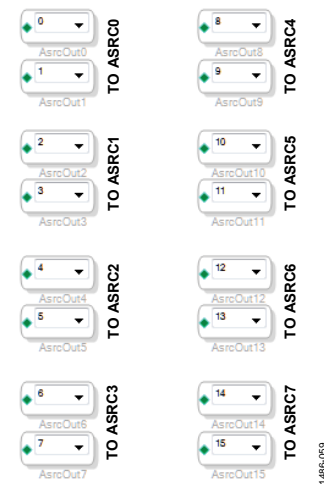 0
AsrcOut0
1
AsrcOut1
TO ASRC0
2
AsrcOut2
3
AsrcOut3
TO ASRC1
4
AsrcOut4
5
AsrcOut5
TO ASRC2
6
AsrcOut6
7
AsrcOut7
TO ASRC3
8
AsrcOut8
9
AsrcOut9
TO ASRC4
10
AsrcOut10
11
AsrcOut11
TO ASRC5
12
AsrcOut12
13
AsrcOut13
TO ASRC6
14
AsrcOut14
15
AsrcOut15
TO ASRC7
1486-059